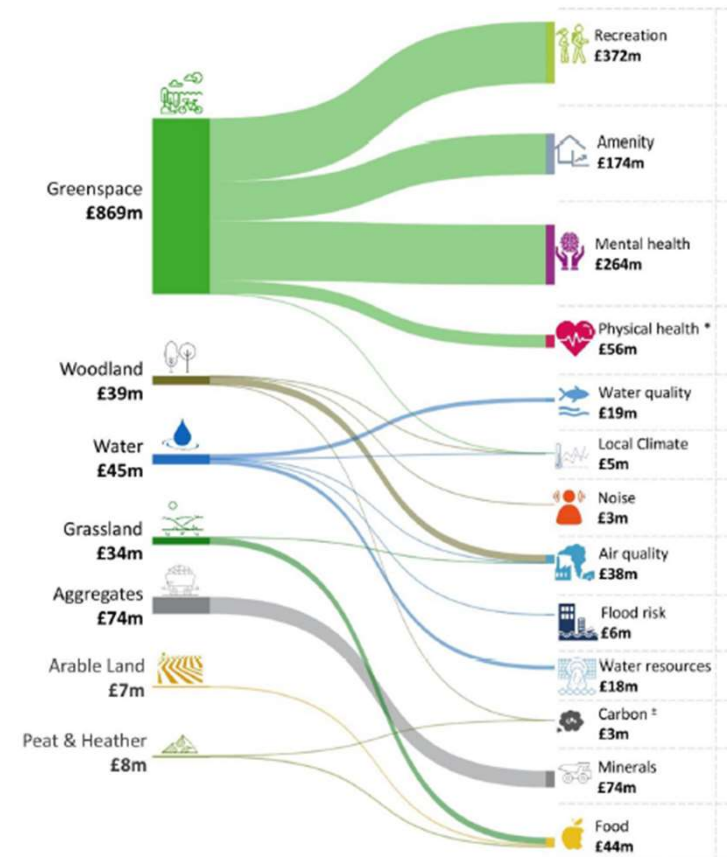 Greenspace
£869m
Woodland
£39m
Water
£45m
Grassland
£34m
Aggregates
£74m
Arable Land
£7m
Peat & Heather
£8m
Recreation
£372m
Amenity
£174m
Mental health
£264m
Physical health *
£56m
Water quality
£19m
Local Climate
£5m
Noise
£3m
Air quality
£38m
Flood risk
£6m
Water resources
£18m
Carbon ±
£3m
Minerals
£74m
Food
£44m